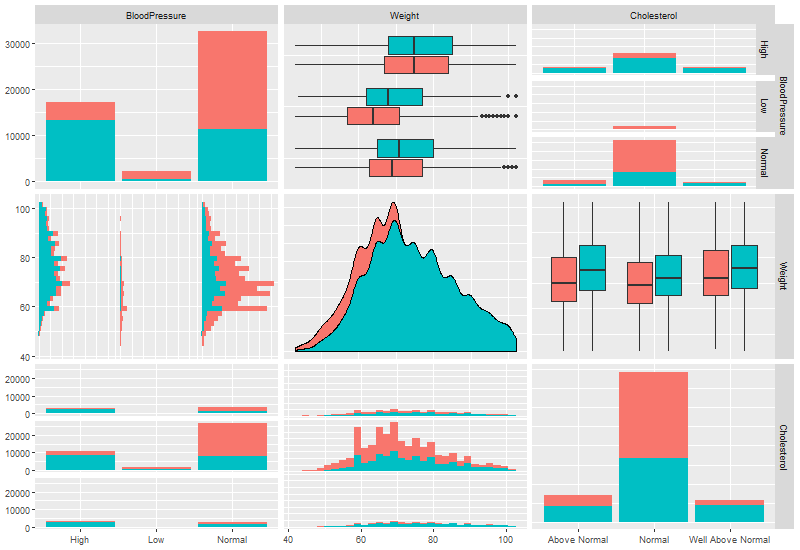 BloodPressure Weight Cholesterol
30000
20000
10000
0
High
Low
Normal
BloodPressure
100
80
60
40
Weight
20000
10000
0
20000
10000
0
20000
10000
0
Cholesterol
High Low Normal 40 60 80 100 Above Normal Normal Well Above Normal